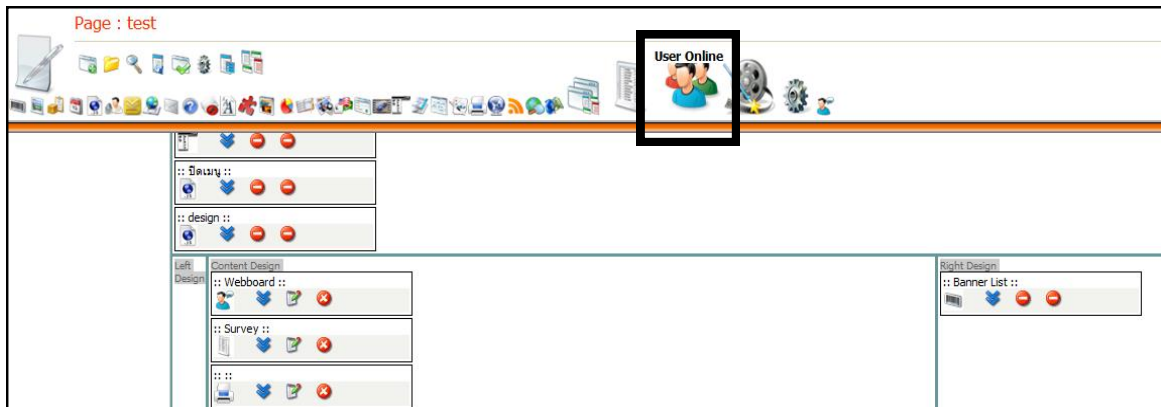 Page : test
User Online
:: ปิดเมนู ::
:: design ::
Left
Design
Content Design
:: Webboard ::
:: Survey ::
:: ::
Right Design
:: Banner List ::